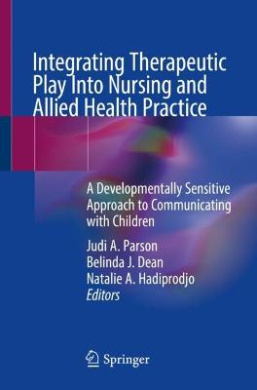 Integrating Therapeutic
Play Into Nursing and
Allied Health Practice
A Developmentally Sensitive
Approach to Communicating
with Children
Judi A. Parson
Belinda J. Dean
Natalie A. Hadiprodjo
Editors
Springer